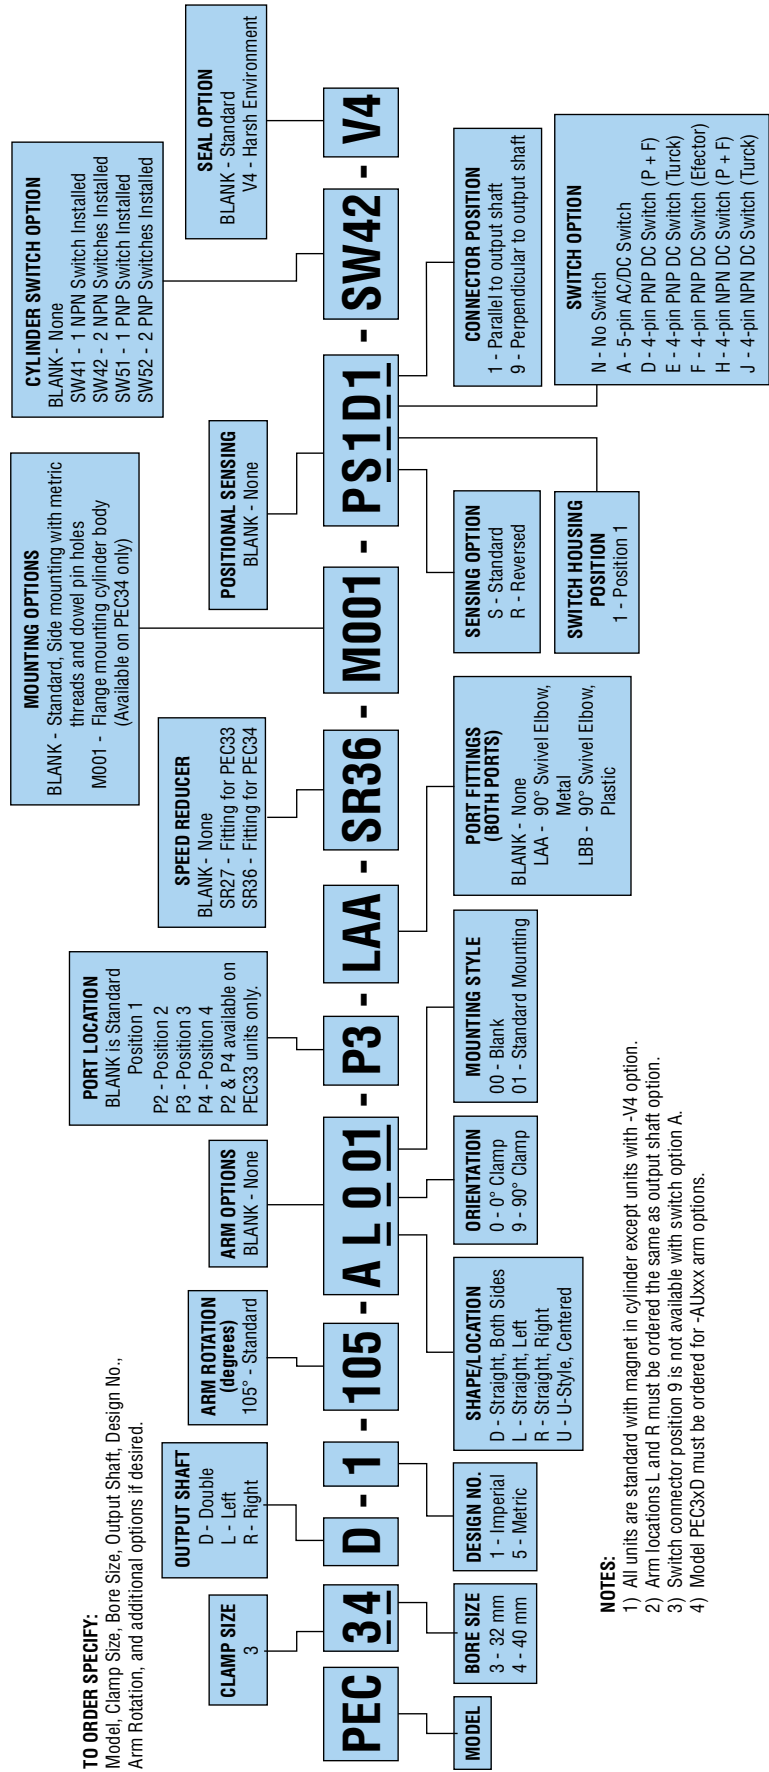 TO ORDER SPECIFY:
Model, Clamp Size, Bore Size, Output Shaft, Design No.,
Arm Rotation, and additional options if desired.
CLAMP SIZE
3
OUTPUT SHAFT
D - Double
L - Left
R - Right
ARM ROTATION
(degrees)
105° - Standard
ARM OPTIONS
BLANK - None
PORT LOCATION
BLANK is Standard
Position 1
P2 - Position 2
P3 - Position 3
P4 - Position 4
P2 & P4 available on
PEC33 units only.
SPEED REDUCER
BLANK - None
SR27 - Fitting for PEC33
SR36 - Fitting for PEC34
MOUNTING OPTIONS
BLANK - Standard, Side mounting with metric
threads and dowel pin holes
M001 - Flange mounting cylinder body
(Available on PEC34 only)
POSITIONAL SENSING
BLANK - None
CYLINDER SWITCH OPTION
BLANK - None
SW41 - 1 NPN Switch Installed
SW42 - 2 NPN Switches Installed
SW51 - 1 PNP Switch Installed
SW52 - 2 PNP Switches Installed
SEAL OPTION
BLANK - Standard
V4 - Harsh Environment
PEC 34 D - 1 - 105 - A L 0 01 - P3 - LAA - SR36 - M001 - PS1D1 - SW42 - V4
MODEL
BORE SIZE
3 - 32 mm
4 - 40 mm
DESIGN NO.
1 - Imperial
5 - Metric
SHAPE/LOCATION
D - Straight, Both Sides
L - Straight, Left
R - Straight, Right
U - U-Style, Centered
ORIENTATION
0 - 0° Clamp
9 - 90° Clamp
MOUNTING STYLE
00 - Blank
01 - Standard Mounting
PORT FITTINGS
(BOTH PORTS)
BLANK - None
LAA - 90° Swivel Elbow,
Metal
LBB - 90° Swivel Elbow,
Plastic
SENSING OPTION
S - Standard
R - Reversed
SWITCH HOUSING
POSITION
1 - Position 1
CONNECTOR POSITION
1 - Parallel to output shaft
9 - Perpendicular to output shaft
SWITCH OPTION
N - No Switch
A - 5-pin AC/DC Switch
D - 4-pin PNP DC Switch (P + F)
E - 4-pin PNP DC Switch (Turck)
F - 4-pin PNP DC Switch (Efector)
H - 4-pin NPN DC Switch (P + F)
J - 4-pin NPN DC Switch (Turck)
NOTES:
1) All units are standard with magnet in cylinder except units with -V4 option.
2) Arm locations L and R must be ordered the same as output shaft option.
3) Switch connector position 9 is not available with switch option A.
4) Model PEC3xD must be ordered for -AUxxx arm options.